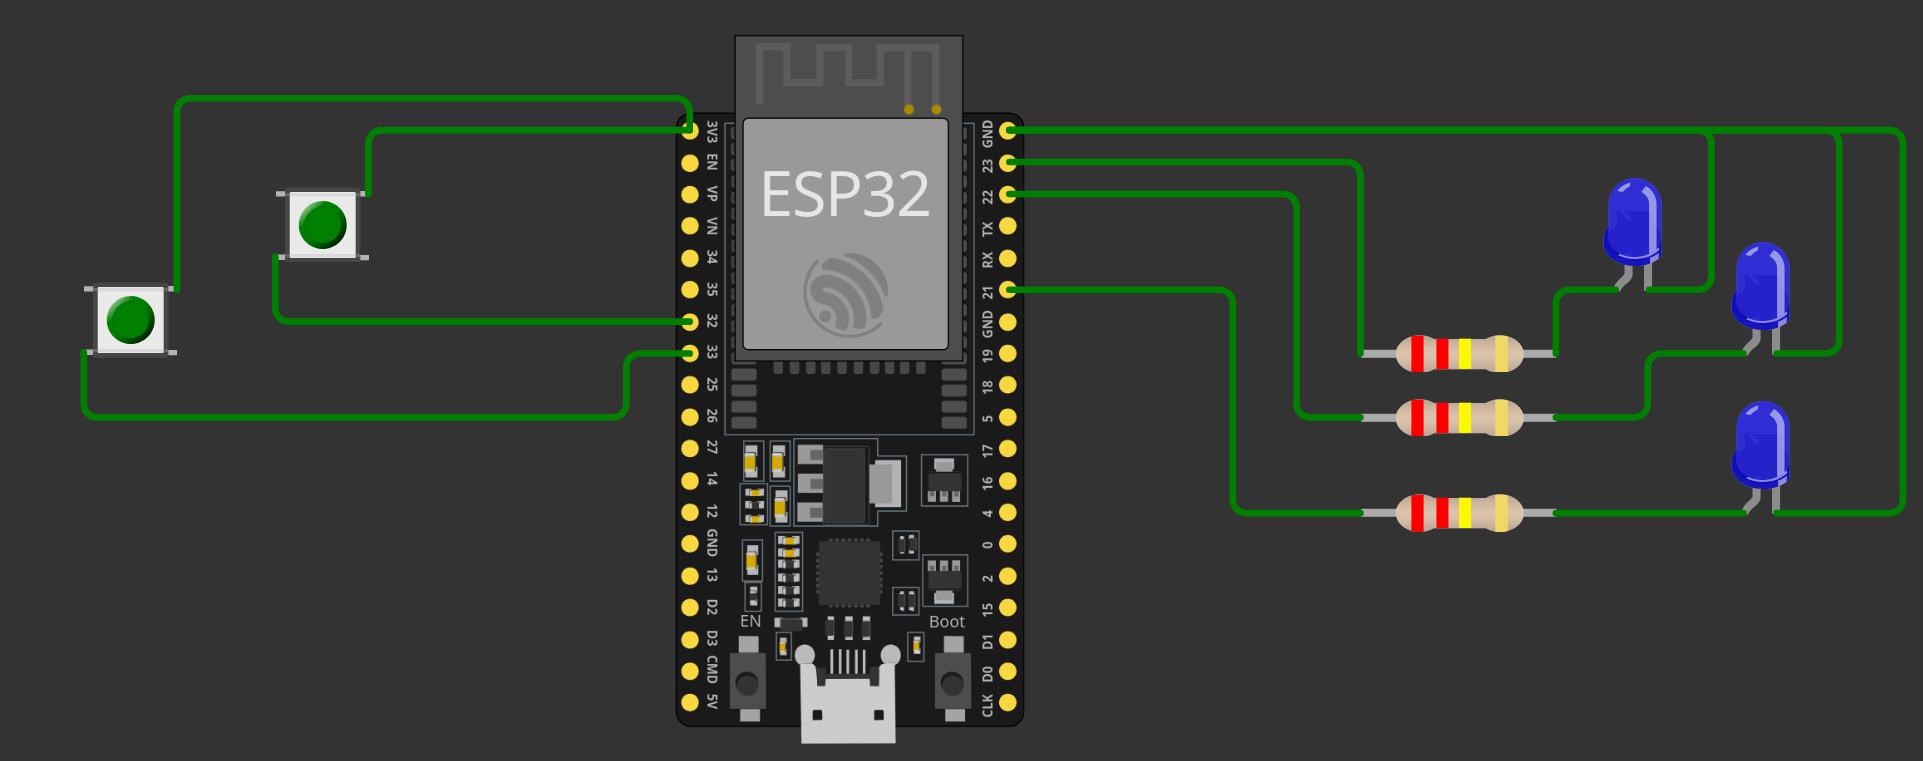 ESP32
3V3
EN
VP
VN
34
35
32
33
25
26
27
14
12
GND
13
D2
D3
CMD
5V
GND
23
22
TX
RX
21
GND
19
18
5
17
16
4
0
2
15
D1
D0
CLK
EN
Boot